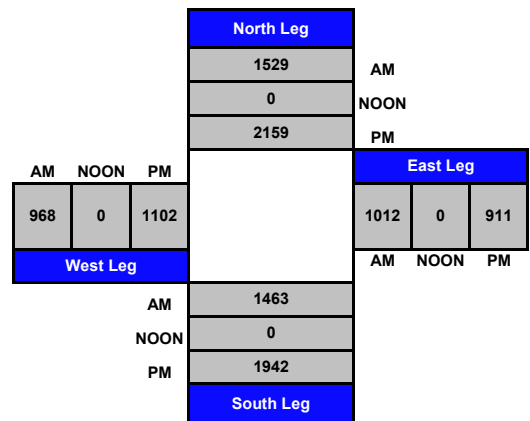 North Leg
1529 AM
0 NOON
2159 PM
AM NOON PM
East Leg
968 0 1102
1012 0 911
West Leg
AM NOON PM
AM 1463
NOON 0
PM 1942
South Leg